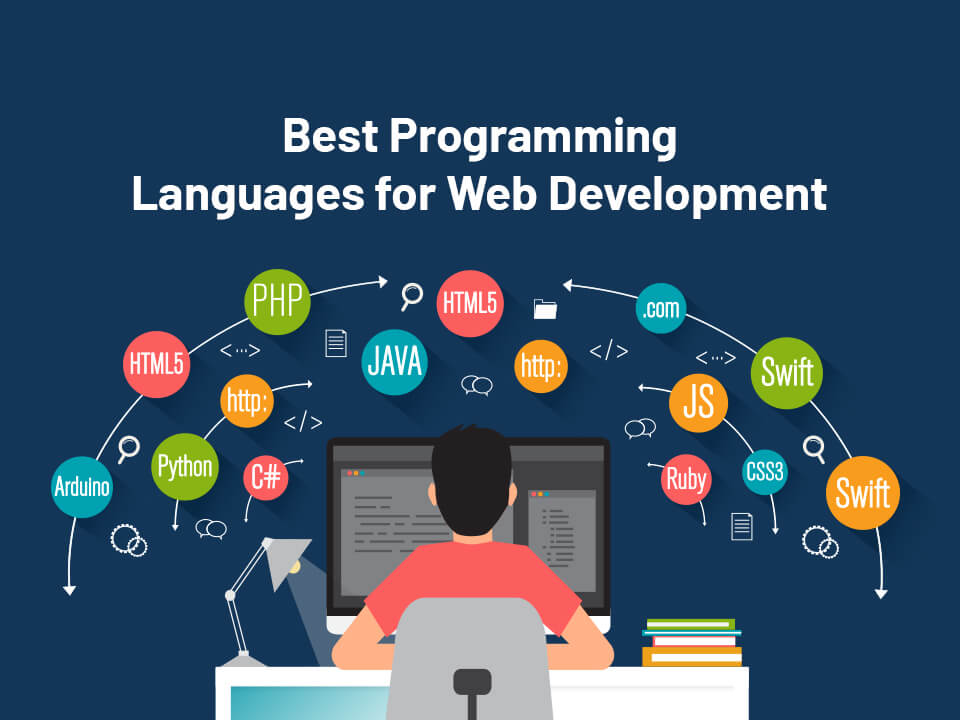 Best Programming
Languages for Web Development
PHP
HTML5
.com
HTML5
JAVA
http:
Swift
http:
JS
Arduino
Python
C#
Ruby
CSS3
Swift